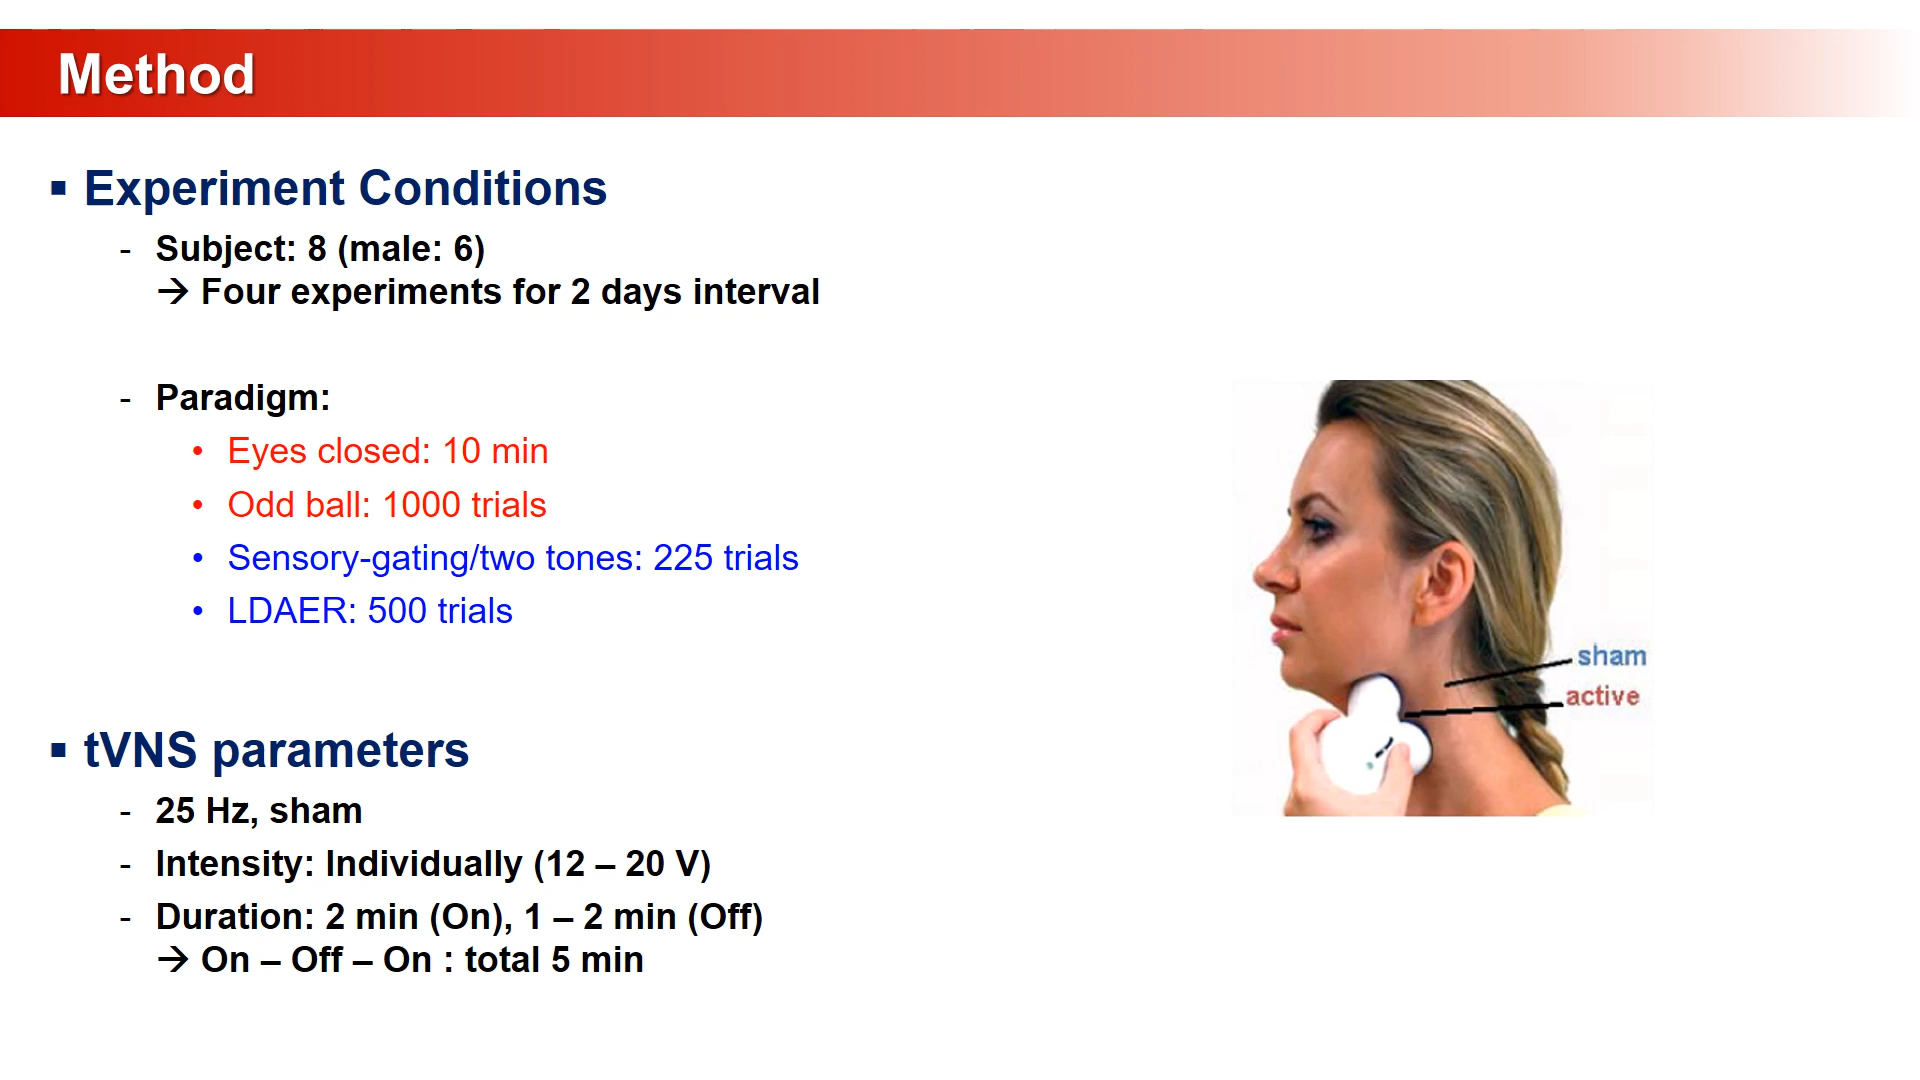 Method
▪ Experiment Conditions
- Subject: 8 (male: 6)
→ Four experiments for 2 days interval
- Paradigm:
• Eyes closed: 10 min
• Odd ball: 1000 trials
• Sensory-gating/two tones: 225 trials
• LDAER: 500 trials
sham
active
▪ tVNS parameters
- 25 Hz, sham
- Intensity: Individually (12 – 20 V)
- Duration: 2 min (On), 1 – 2 min (Off)
→ On – Off – On : total 5 min